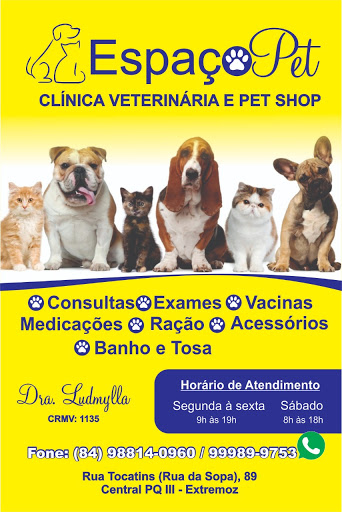 Espaço Pet
CLÍNICA VETERINÁRIA E PET SHOP
Consultas Exames Vacinas
Medicações Ração Acessórios
Banho e Tosa
Dra. Ludmylla
CRMV: 1135
Horário de Atendimento
Segunda à sexta Sábado
9h às 19h 8h às 18h
Fone: (84) 98814-0960 / 99989-9753
Rua Tocatins (Rua da Sopa), 89
Central PQ III - Extremoz